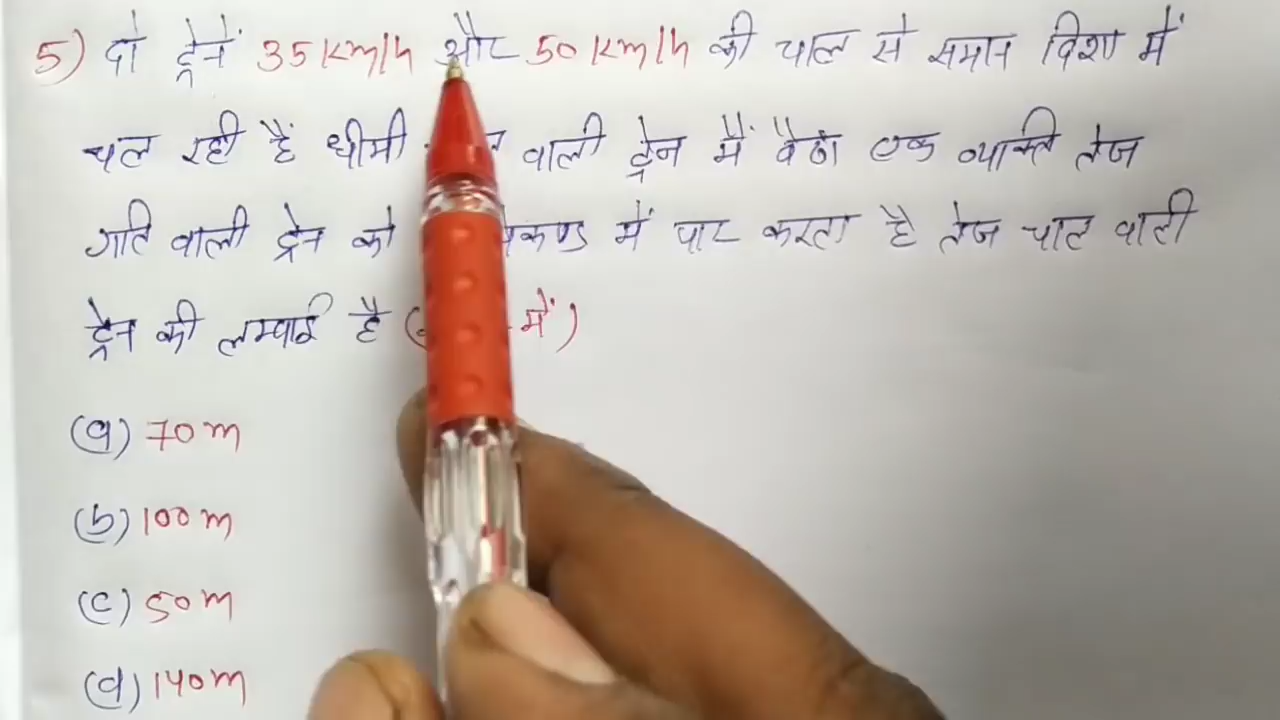 5) दो ट्रेनें 35 km/h और 50 km/h की चाल से समान दिशा में
चल रही हैं धीमी वाली ट्रेन में बैठा एक व्यक्ति तेज
गति वाली ट्रेन को में पार करता है तेज चाल वाली
ट्रेन की लम्बाई है ( में )
(a) 70 m
(b) 100 m
(c) 50 m
(d) 140 m